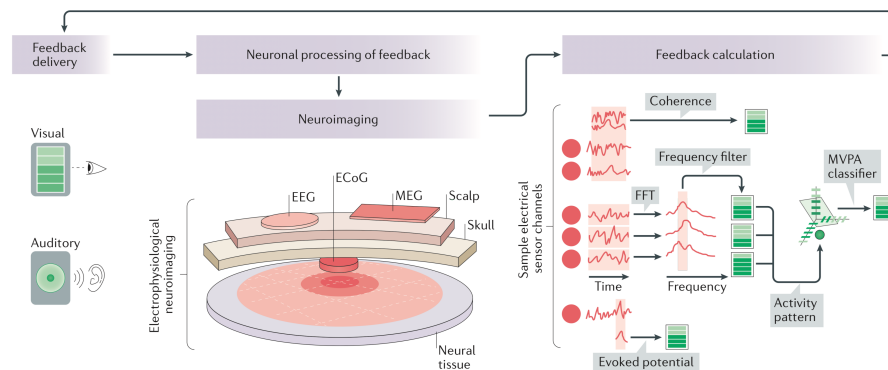 Feedback
delivery
Neuronal processing of feedback
Feedback calculation
Neuroimaging
Visual
Auditory
Electrophysiological
neuroimaging
EEG
ECoG
MEG
Scalp
Skull
Neural
tissue
Sample electrical
sensor channels
Coherence
Frequency filter
FFT
MVPA
classifier
Time
Frequency
Activity
pattern
Evoked potential